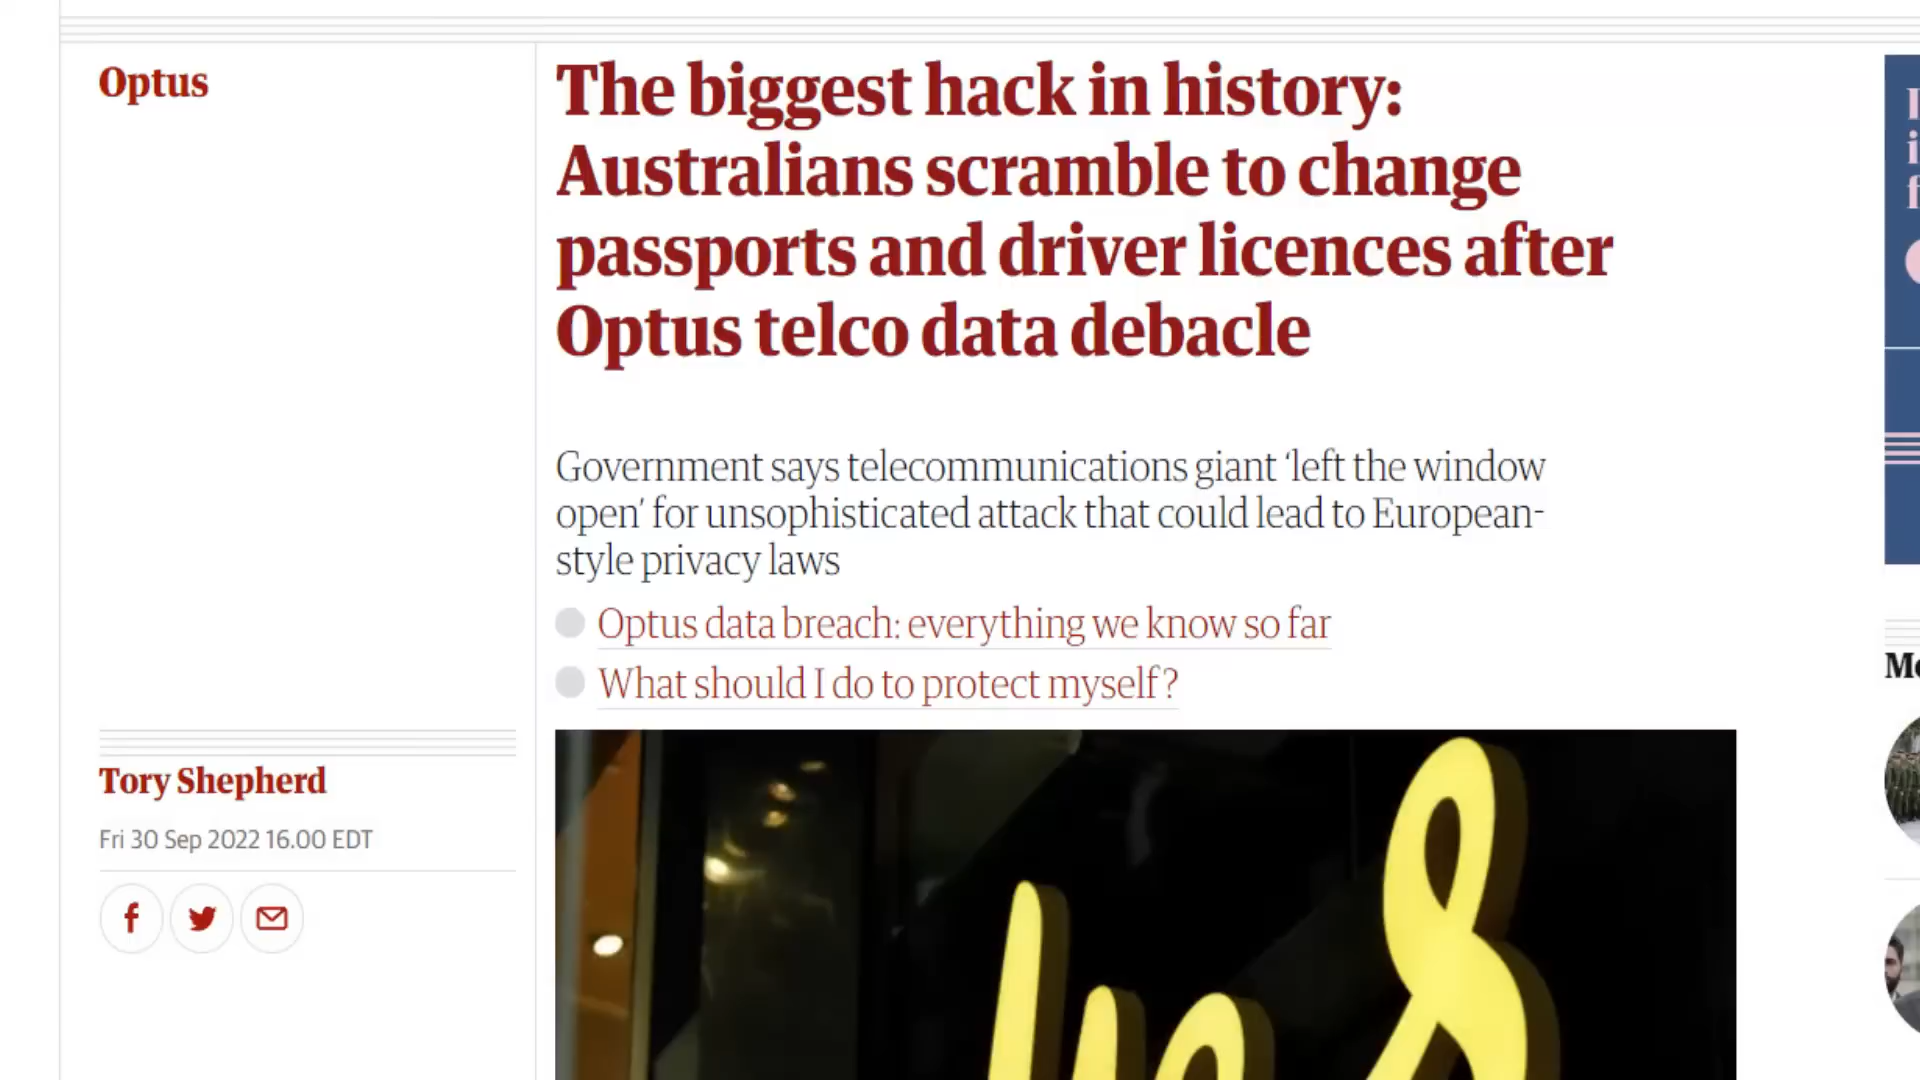 Optus
The biggest hack in history:
Australians scramble to change
passports and driver licences after
Optus telco data debacle
Government says telecommunications giant ‘left the window
open’ for unsophisticated attack that could lead to European-
style privacy laws
Optus data breach: everything we know so far
What should I do to protect myself?
Tory Shepherd
Fri 30 Sep 2022 16.00 EDT